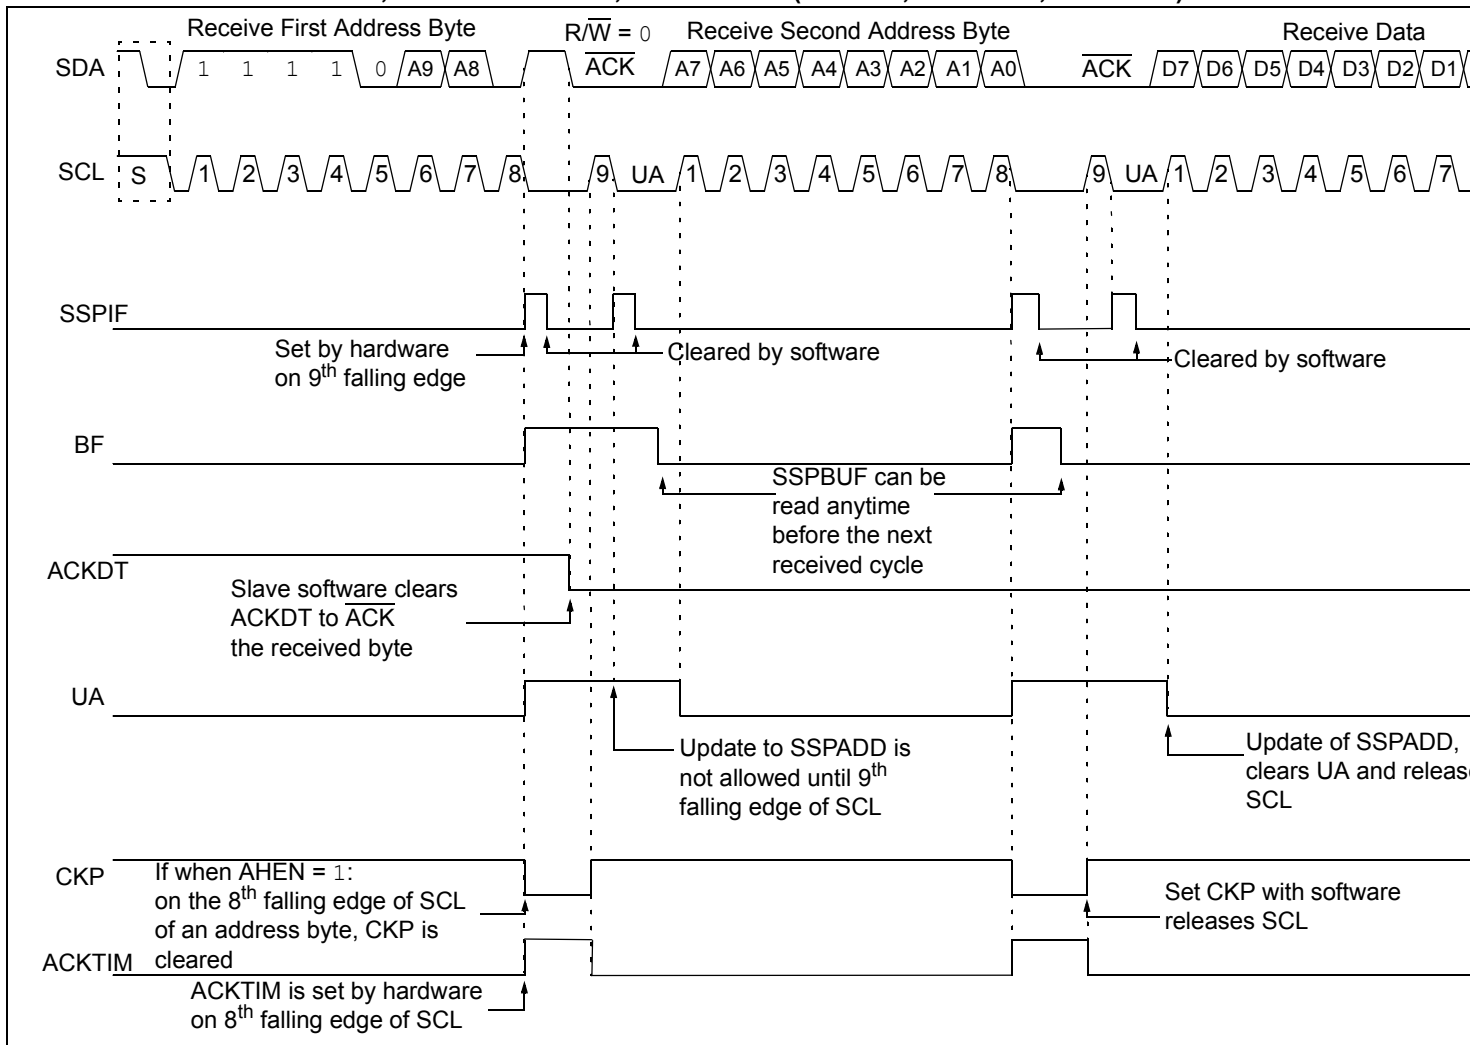 Receive First Address Byte
R/W = 0
Receive Second Address Byte
Receive Data
SDA
1 1 1 1 0 A9 A8
ACK
A7 A6 A5 A4 A3 A2 A1 A0
ACK
D7 D6 D5 D4 D3 D2 D1
SCL
S
1 2 3 4 5 6 7 8 9 UA 1 2 3 4 5 6 7 8 9 UA 1 2 3 4 5 6 7
SSPIF
Set by hardware
on 9th falling edge
Cleared by software
Cleared by software
BF
SSPBUF can be
read anytime
before the next
received cycle
ACKDT
Slave software clears
ACKDT to ACK
the received byte
UA
Update to SSPADD is
not allowed until 9th
falling edge of SCL
Update of SSPADD,
clears UA and releas
SCL
CKP
If when AHEN = 1:
on the 8th falling edge of SCL
of an address byte, CKP is
cleared
Set CKP with software
releases SCL
ACKTIM
ACKTIM is set by hardware
on 8th falling edge of SCL